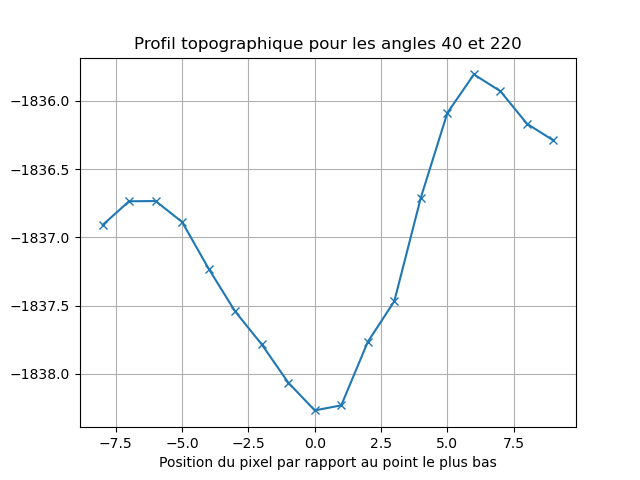 Profil topographique pour les angles 40 et 220
−1836.0
−1836.5
−1837.0
−1837.5
−1838.0
−7.5 −5.0 −2.5 0.0 2.5 5.0 7.5
Position du pixel par rapport au point le plus bas